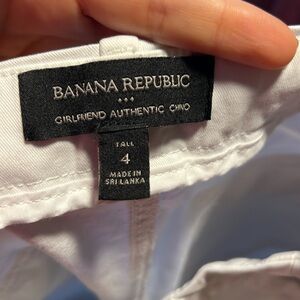 BANANA REPUBLIC
GIRLFRIEND AUTHENTIC CHINO
TALL
4
MADE IN
SRI LANKA